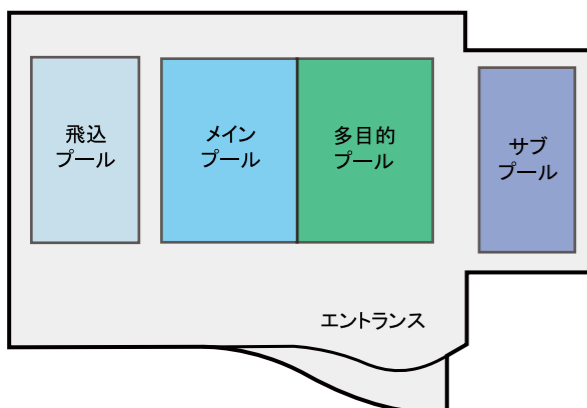 飛込
プール
メイン
プール
多目的
プール
サブ
プール
エントランス